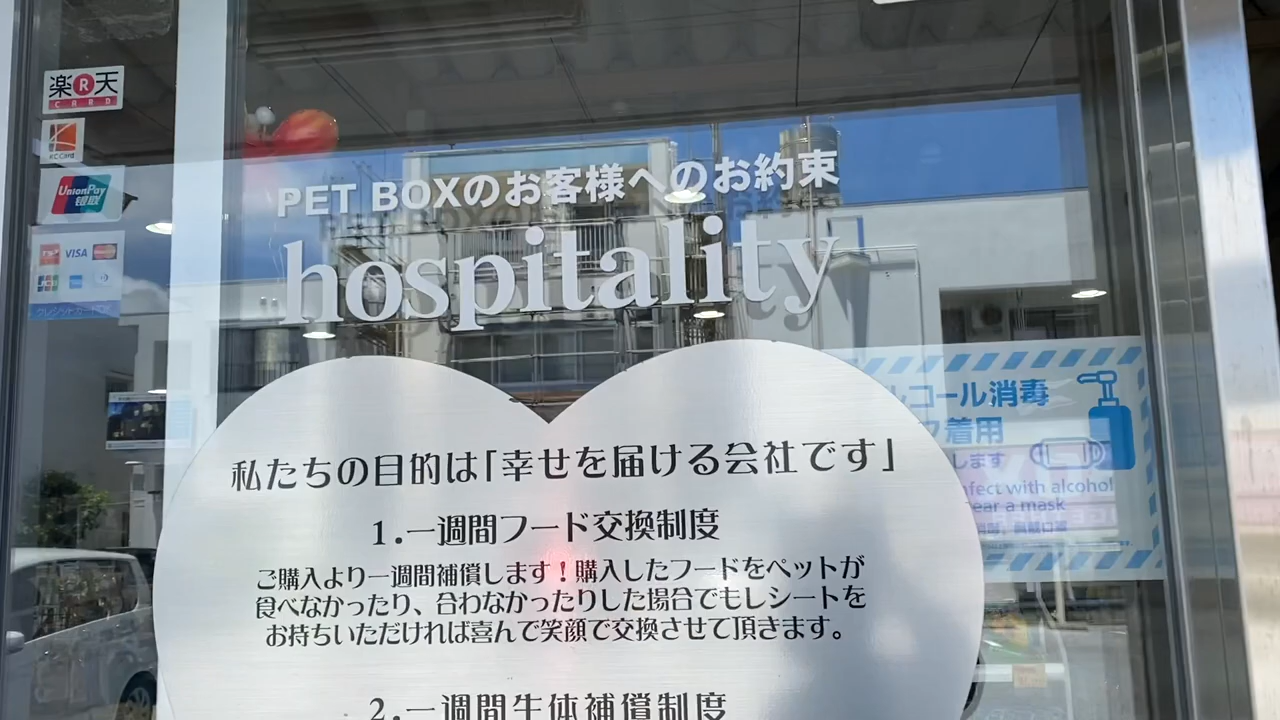 楽R天
CARD
UnionPay
银联
VISA
PET BOXのお客様へのお約束
hospitality
私たちの目的は「幸せを届ける会社です」
1.一週間フード交換制度
ご購入より一週間補償します！購入したフードをペットが
食べなかったり、合わなかったりした場合でもレシートを
お持ちいただければ喜んで笑顔で交換させて頂きます。
2.一週間生体補償制度
ルコール消毒
着用
します
nfect with alcohol
ear a mask